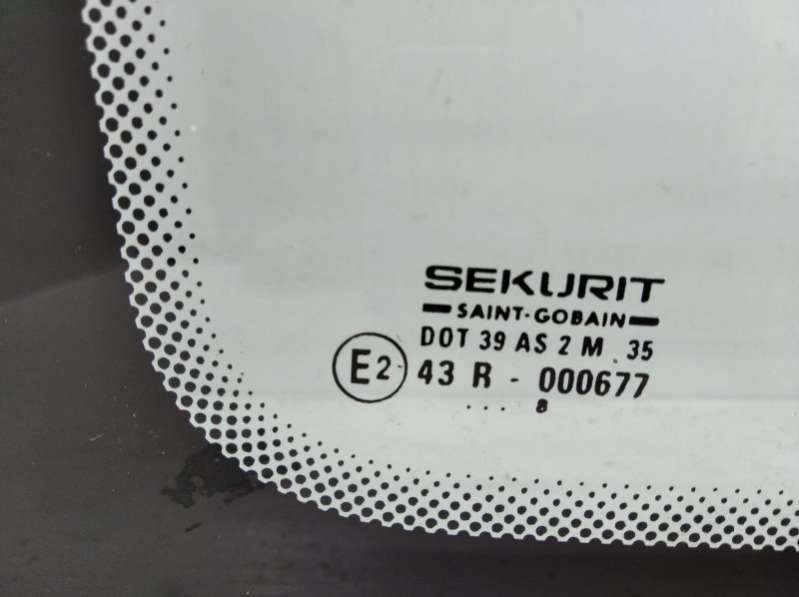 SEKURIT
SAINT-GOBAIN
DOT 39 AS 2 M . 35
E2 43 R - 000677
. . . 8